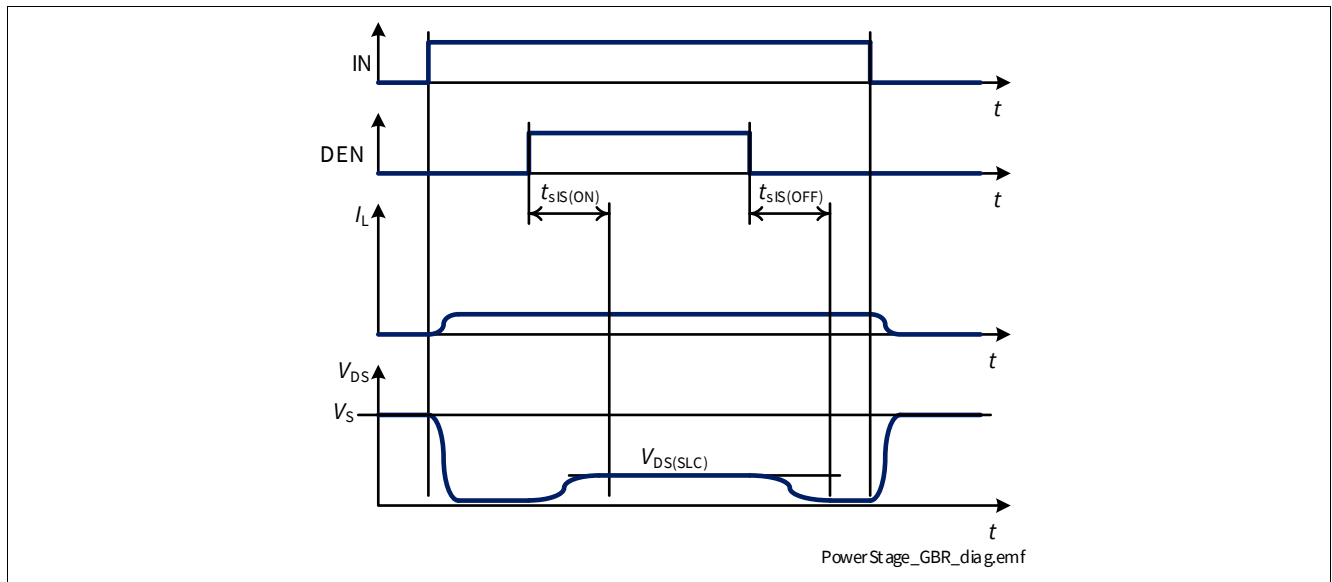 IN
t
DEN
t
tsIS(ON)
tsIS(OFF)
IL
t
VDS
VS
VDS(SLC)
t
PowerStage_GBR_diag.emf